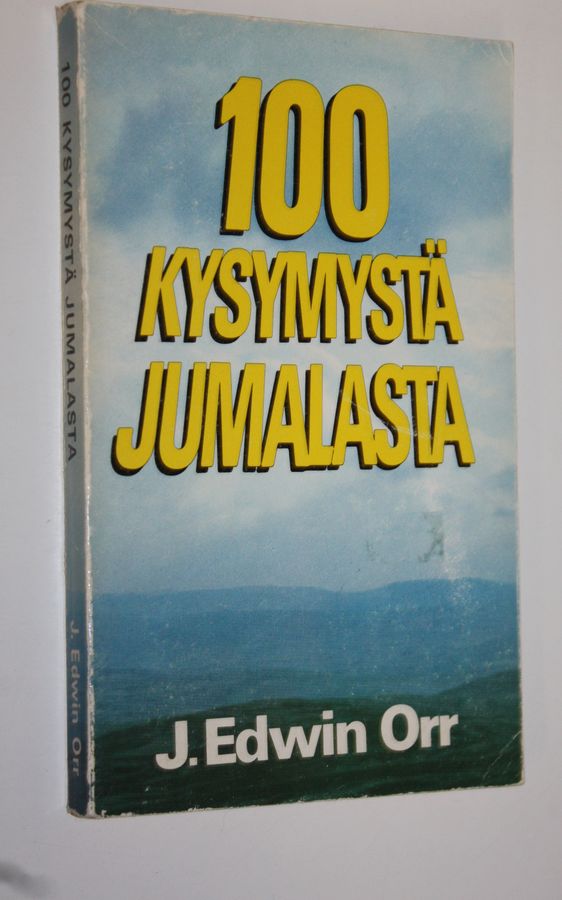 100
KYSYMYSTÄ
JUMALASTA
J. Edwin Orr
100 KYSYMYSTÄ JUMALASTA
J. Edwin Orr